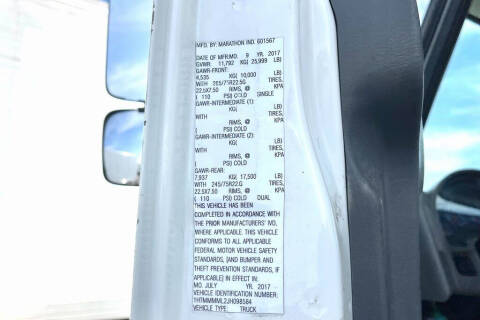 MFG. BY: MARATHON IND. 601567
DATE OF MFR:MO. 9 YR. 2017
GVWR 11,792 KG( 25,999 LB)
GAWR-FRONT:
4,535 KG( 10,000 LB)
WITH 245/75R22.5G TIRES,
22.5X7.50 RIMS, @ KPA
( 110 PSI) COLD SINGLE
GAWR-INTERMEDIATE (1):
KG( LB)
WITH TIRES,
RIMS, @ KPA
( PSI) COLD
GAWR-INTERMEDIATE (2):
KG( LB)
WITH TIRES,
RIMS, @ KPA
( PSI) COLD
GAWR-REAR:
7,937 KG( 17,500 LB)
WITH 245/75R22.G TIRES,
22.5X7.50 RIMS, @ KPA
( 110 PSI) COLD DUAL
THIS VEHICLE HAS BEEN
COMPLETED IN ACCORDANCE WITH
THE PRIOR MANUFACTURERS' IVD,
WHERE APPLICABLE. THIS VEHICLE
CONFORMS TO ALL APPLICABLE
FEDERAL MOTOR VEHICLE SAFETY
STANDARDS, [AND BUMPER AND
THEFT PREVENTION STANDARDS, IF
APPLICABLE] IN EFFECT IN:
MO. JULY YR. 2017
VEHICLE IDENTIFICATION NUMBER:
1HTMMMML2JH098584
VEHICLE TYPE: TRUCK